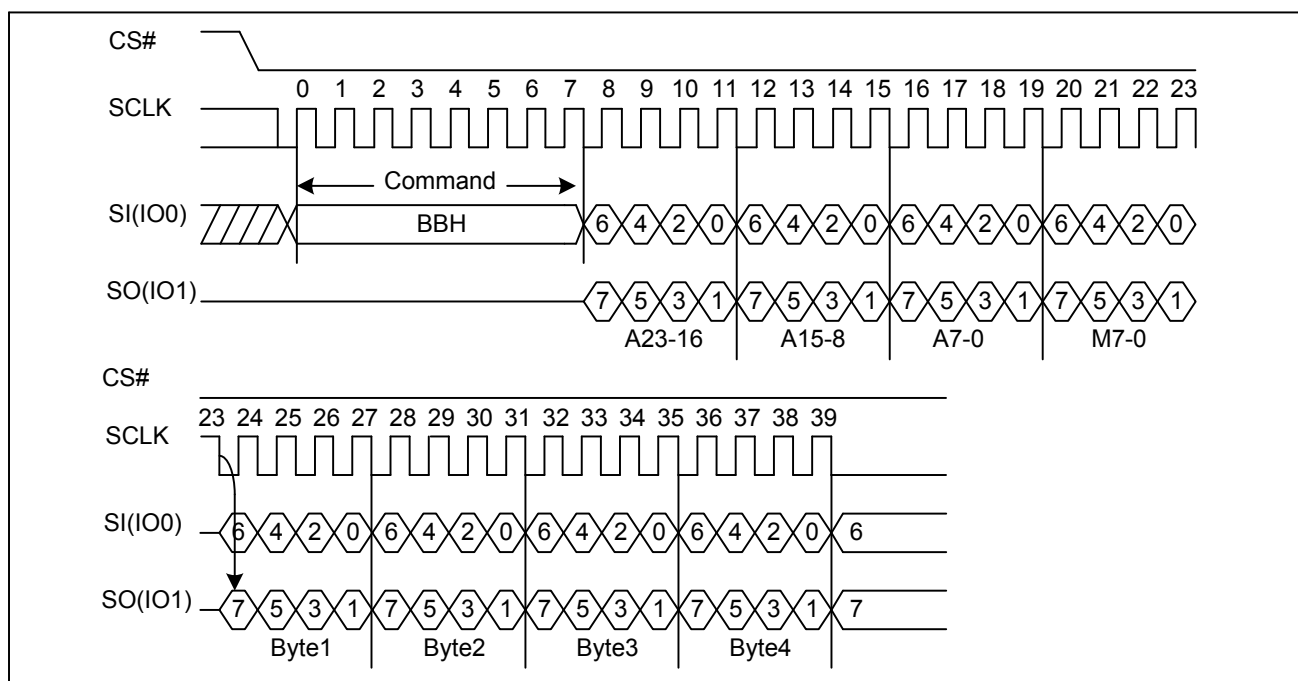 CS#
0 1 2 3 4 5 6 7 8 9 10 11 12 13 14 15 16 17 18 19 20 21 22 23
SCLK
Command
SI(IO0)
BBH
6 4 2 0 6 4 2 0 6 4 2 0 6 4 2 0
SO(IO1)
7 5 3 1 7 5 3 1 7 5 3 1 7 5 3 1
A23-16 A15-8 A7-0 M7-0
CS#
23 24 25 26 27 28 29 30 31 32 33 34 35 36 37 38 39
SCLK
SI(IO0)
6 4 2 0 6 4 2 0 6 4 2 0 6 4 2 0 6
SO(IO1)
7 5 3 1 7 5 3 1 7 5 3 1 7 5 3 1 7
Byte1 Byte2 Byte3 Byte4